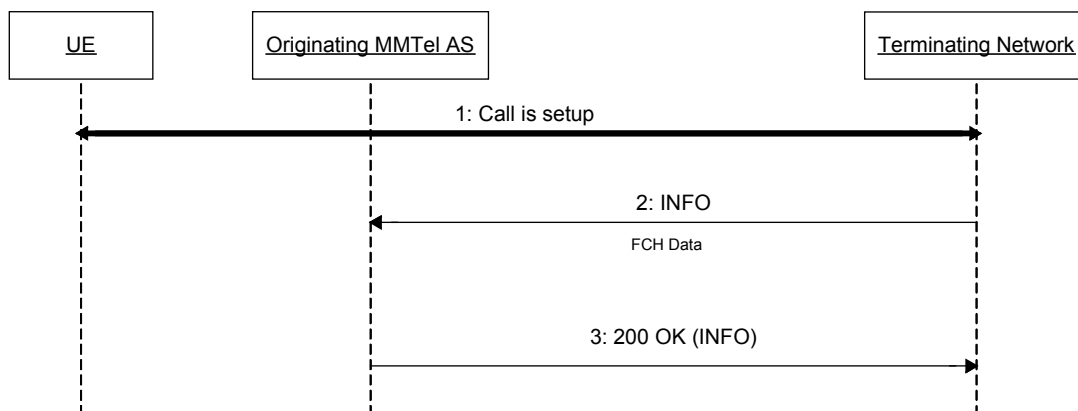 UE
Originating MMTel AS
Terminating Network
1: Call is setup
2: INFO
FCH Data
3: 200 OK (INFO)